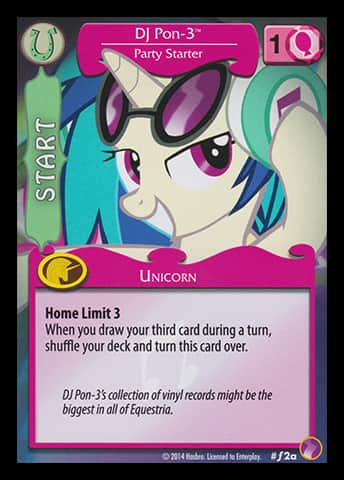 DJ Pon-3™
Party Starter
1
START
UNICORN
Home Limit 3
When you draw your third card during a turn,
shuffle your deck and turn this card over.
DJ Pon-3's collection of vinyl records might be the
biggest in all of Equestria.
© 2014 Hasbro. Licensed to Enterplay.
#ƒ2a